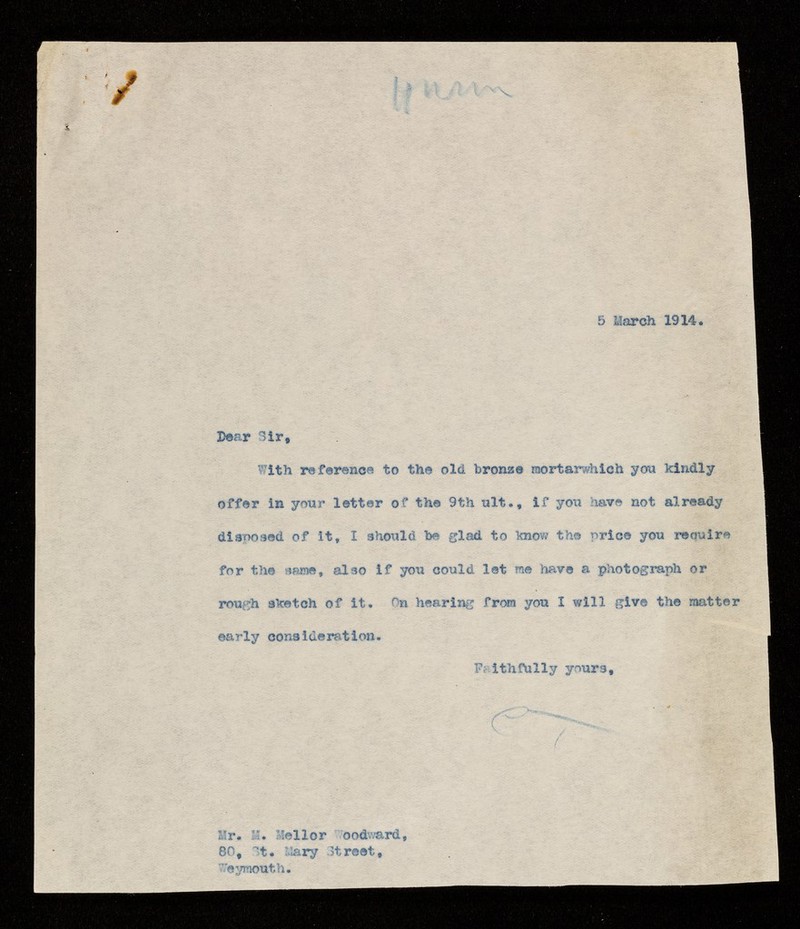 5 March 1914.
Dear Sir,
With reference to the old bronze mortarwhich you kindly
offer in your letter of the 9th ult., if you have not already
disposed of it, I should be glad to know the price you require
for the same, also if you could let me have a photograph or
rough sketch of it. On hearing from you I will give the matter
early consideration.
Faithfully yours,
Mr. M. Mellor Woodward,
80, St. Mary Street,
Weymouth.